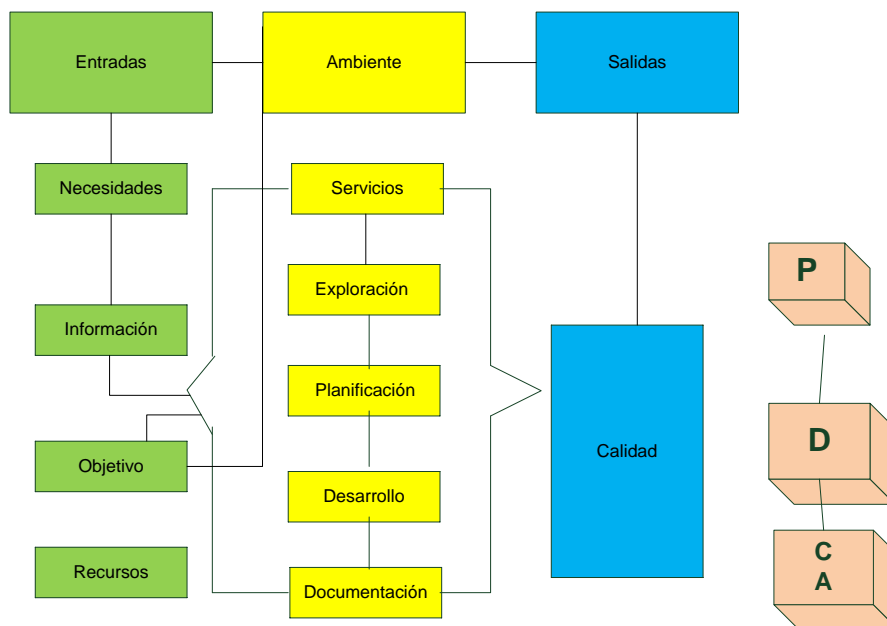 Entradas
Ambiente
Salidas
Necesidades
Servicios
Exploración
Información
Planificación
Objetivo
Calidad
Desarrollo
Recursos
Documentación
P
D
C
A